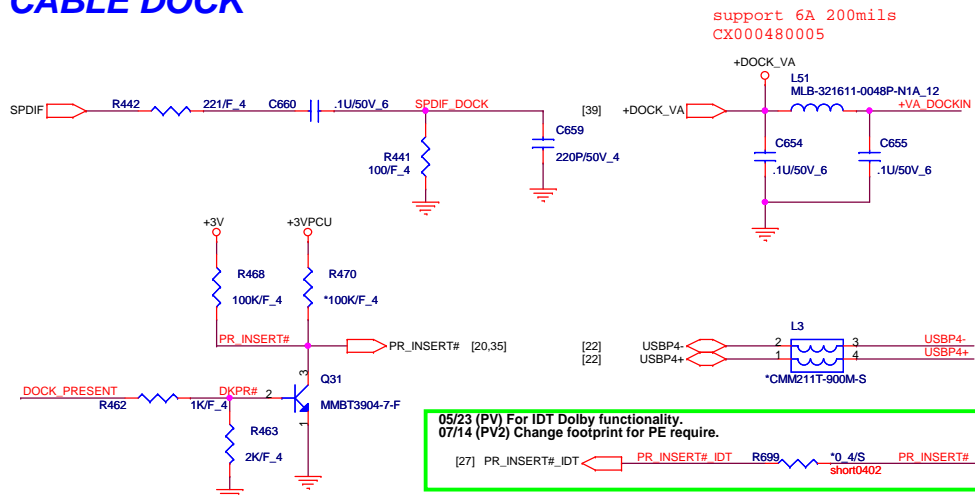 CABLE DOCK
support 6A 200mils
CX000480005
+DOCK_VA
L51
MLB-321611-0048P-N1A_12
SPDIF
R442
221/F_4
C660
.1U/50V_6
SPDIF_DOCK
[39]
+DOCK_VA
+VA_DOCKIN
C659
220P/50V_4
R441
100/F_4
C654
.1U/50V_6
C655
.1U/50V_6
+3V
+3VPCU
R468
100K/F_4
R470
*100K/F_4
PR_INSERT#
PR_INSERT#
[20,35]
L3
[22]
USBP4-
2
3
USBP4-
[22]
USBP4+
1
4
USBP4+
*CMM211T-900M-S
3
Q31
DOCK_PRESENT
DKPR#
2
R462
1K/F_4
MMBT3904-7-F
1
R463
2K/F_4
05/23 (PV) For IDT Dolby functionality.
07/14 (PV2) Change footprint for PE require.
[27]
PR_INSERT#_IDT
PR_INSERT#_IDT
R699
*0_4/S
PR_INSERT#
short0402